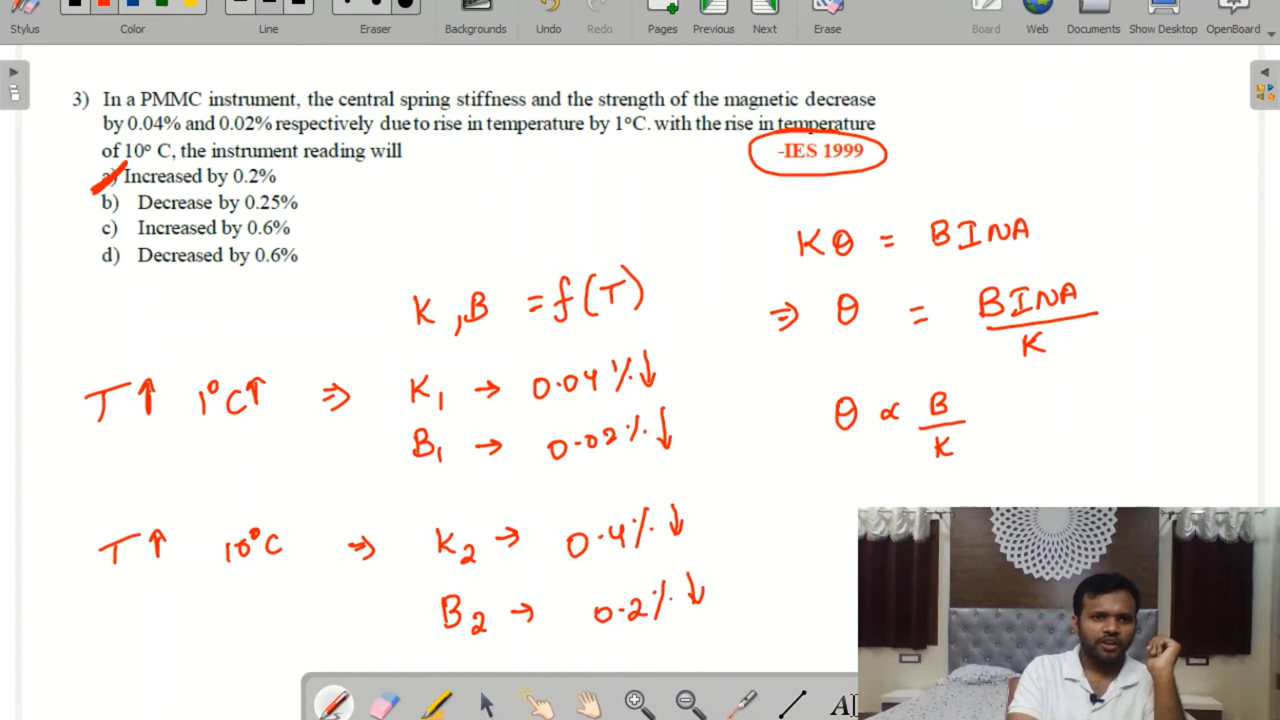 Stylus Color Line Eraser Backgrounds Undo Redo Pages Previous Next Erase Board Web Documents Show Desktop OpenBoard
3) In a PMMC instrument, the central spring stiffness and the strength of the magnetic decrease
by 0.04% and 0.02% respectively due to rise in temperature by 1°C. with the rise in temperature
of 10° C, the instrument reading will
-IES 1999
a) Increased by 0.2%
b) Decrease by 0.25%
c) Increased by 0.6%
d) Decreased by 0.6%
Kθ = BINA
K, B = f(T)
⇒ θ = BINA / K
T↑ 1°C↑ ⇒ K1 → 0.04%↓
B1 → 0.02%↓
θ ∝ B / K
T↑ 10°C ⇒ K2 → 0.4%↓
B2 → 0.2%↓
A